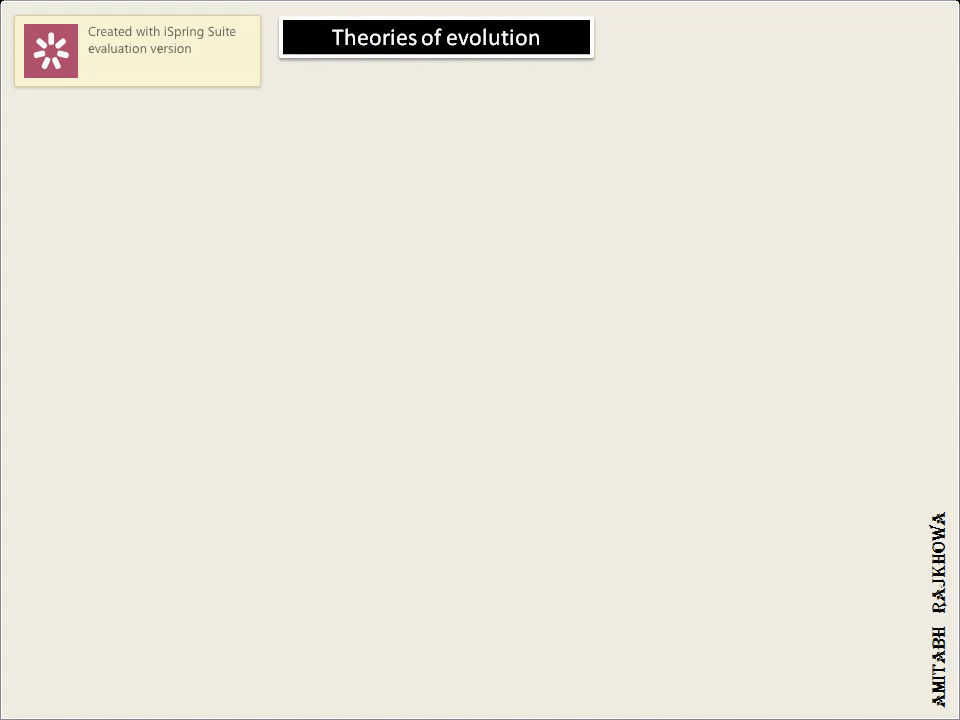 Created with iSpring Suite
evaluation version
Theories of evolution
AMITABH RAJKHOWA